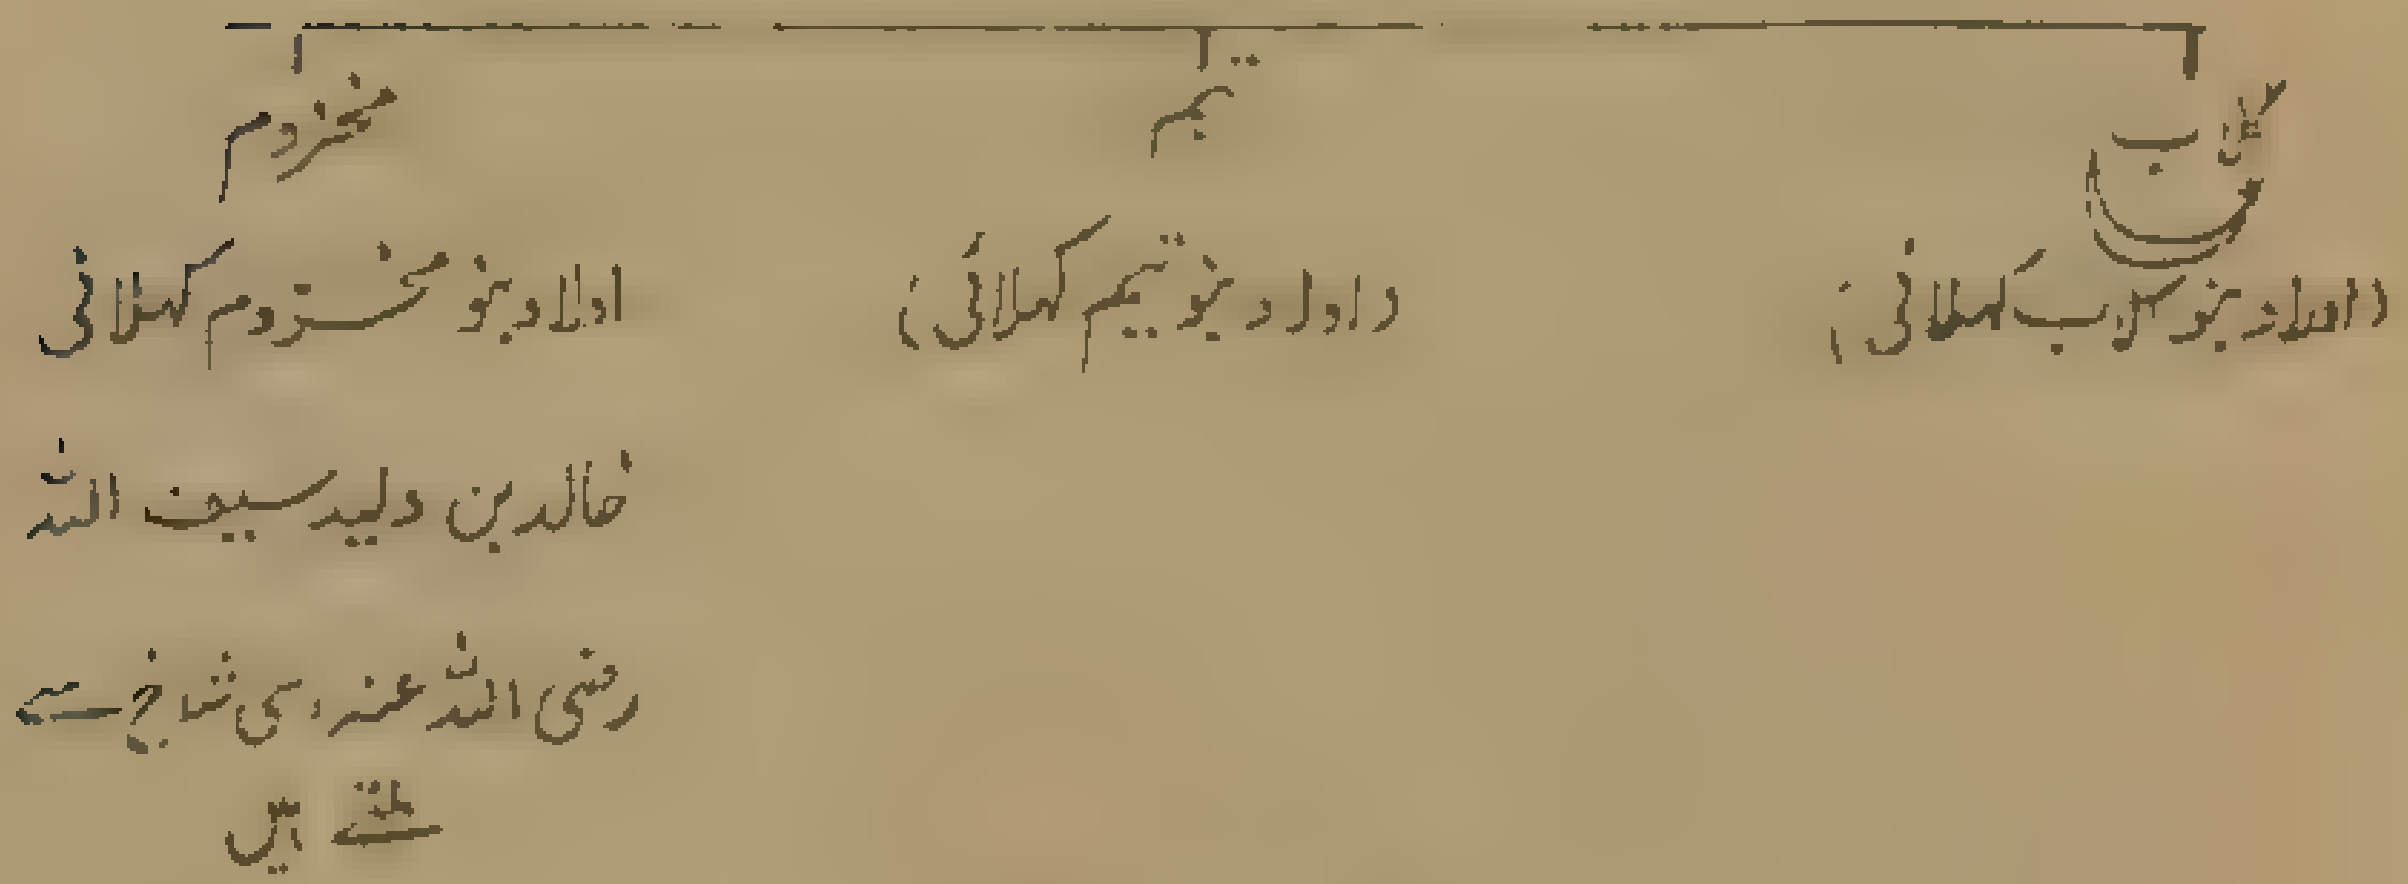 کلاب
تیم
مخزوم
(اولاد بنو کلاب کہلائی)
(اولاد بنو تیم کہلائی)
اولاد بنو مخزوم کہلائی
خالد بن ولید سیف اللہ
رضی اللہ عنہ اسی شاخ سے
ملتے ہیں